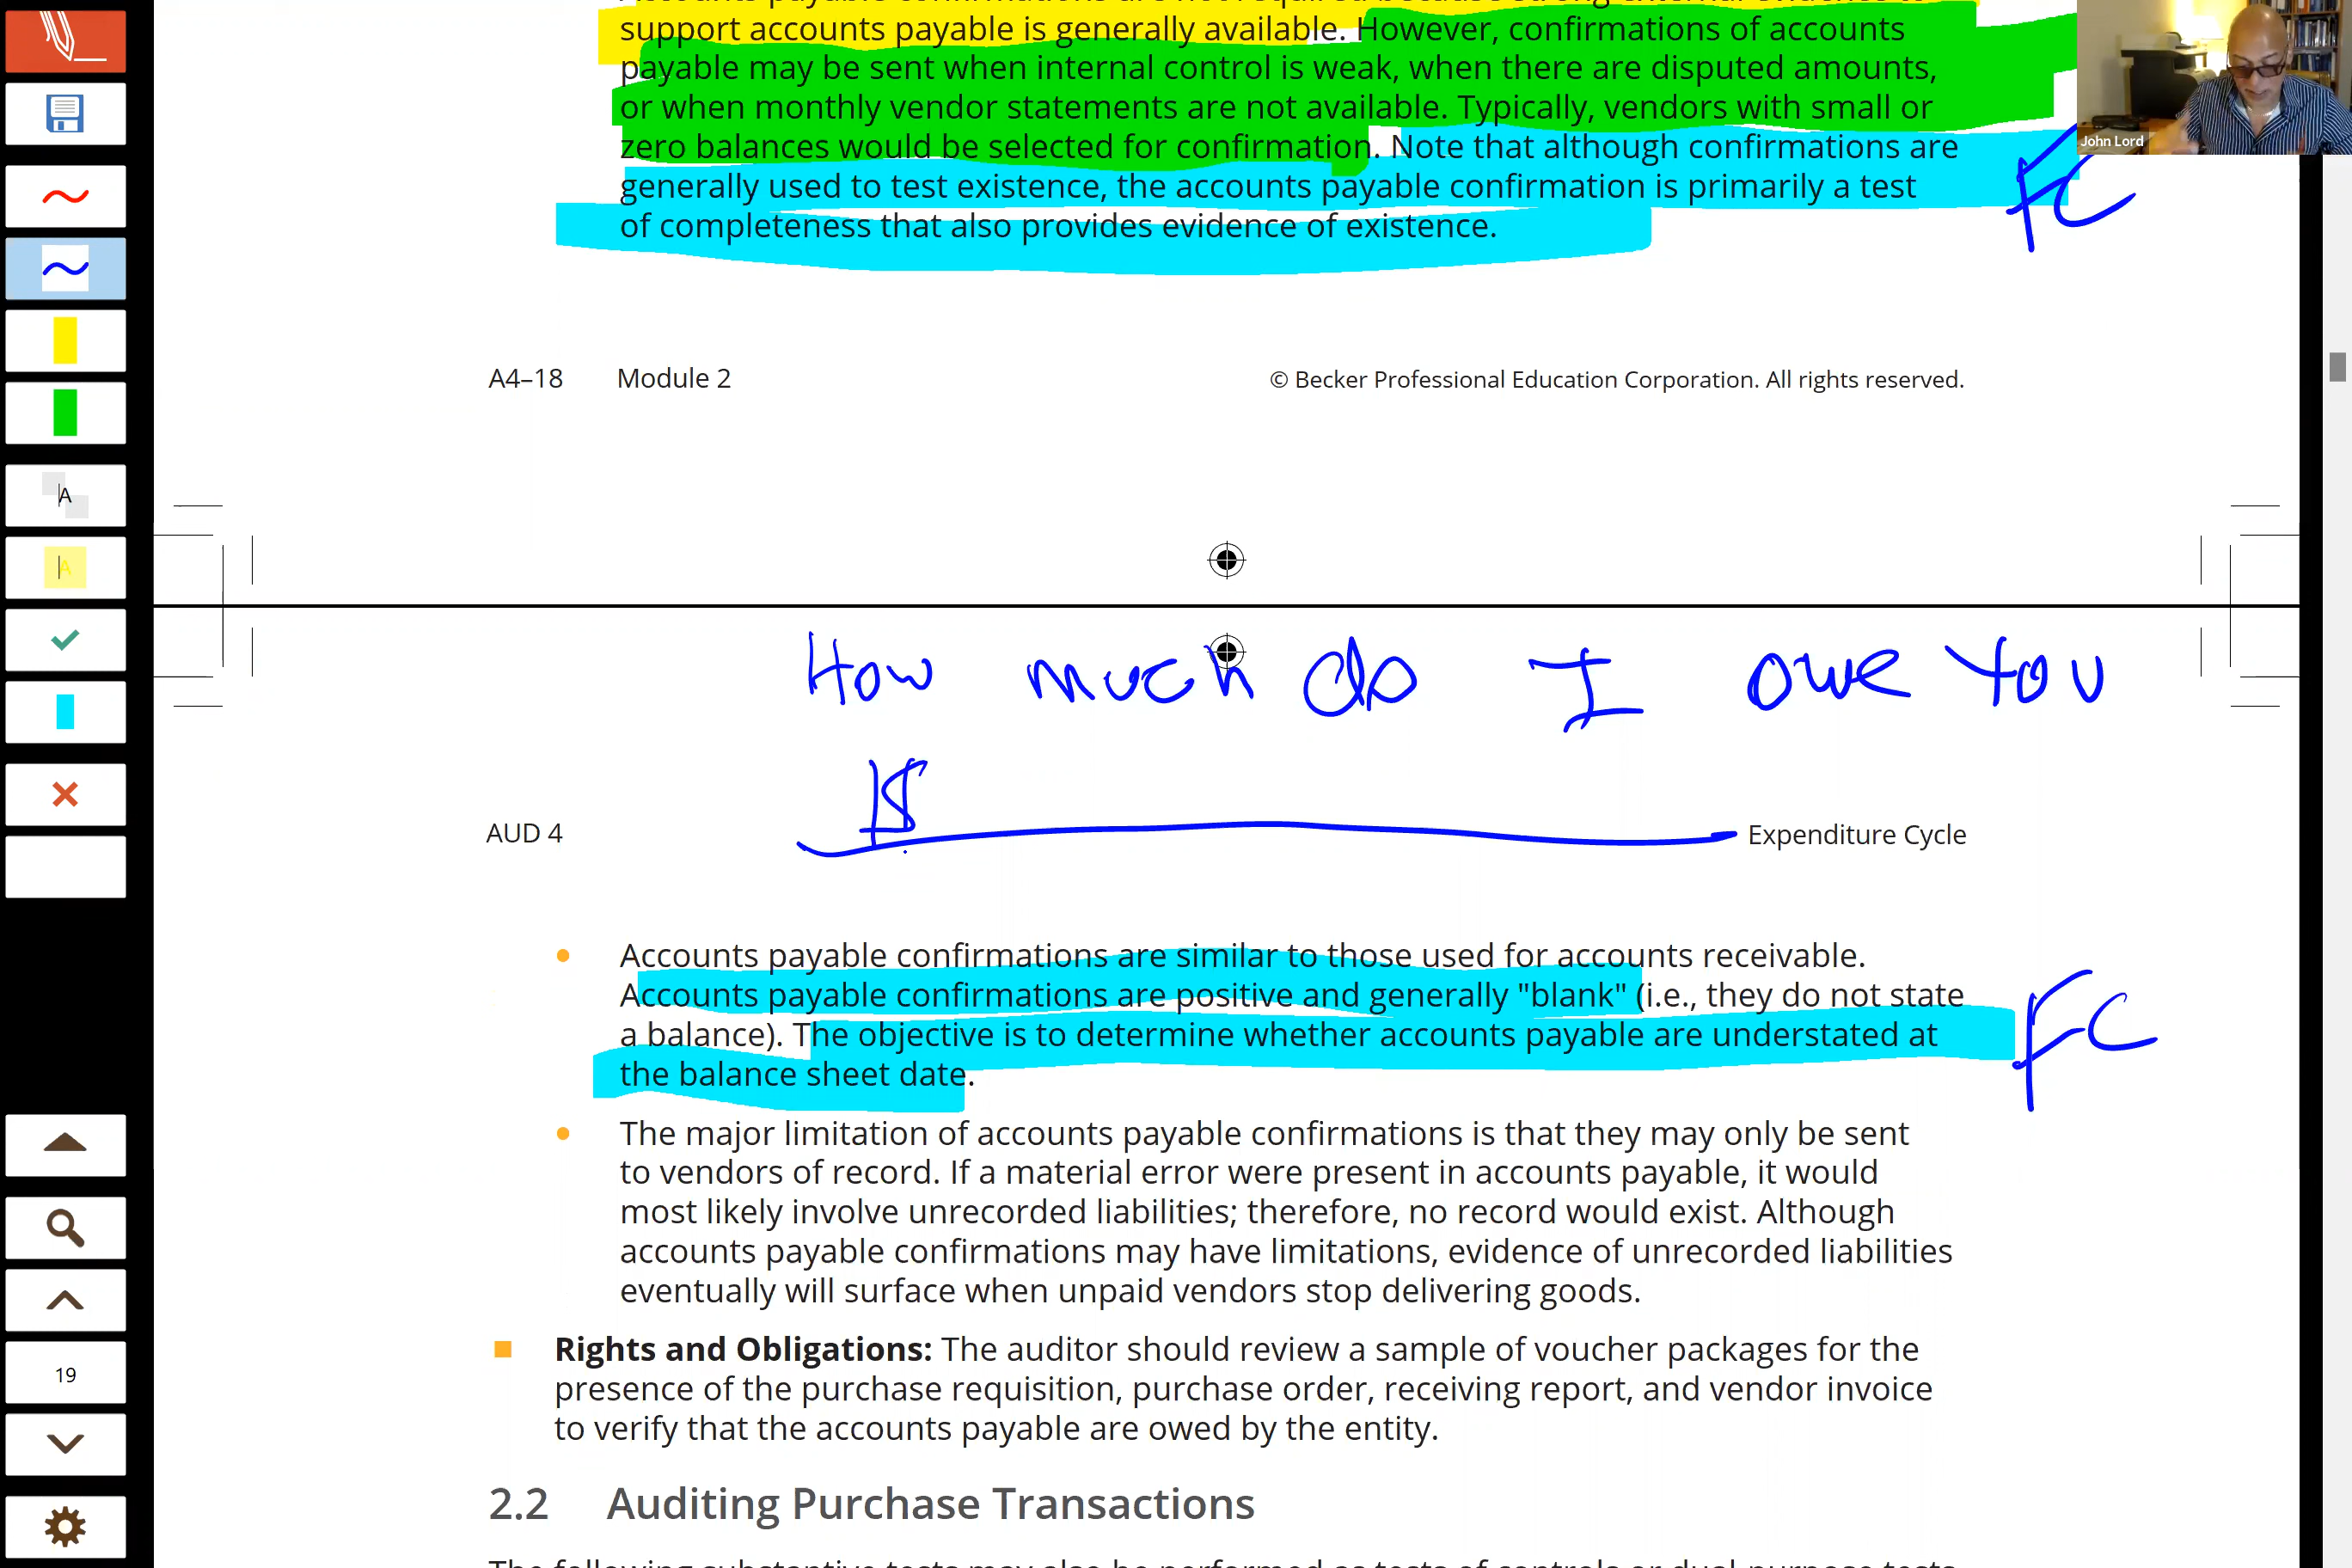 support accounts payable is generally available. However, confirmations of accounts
payable may be sent when internal control is weak, when there are disputed amounts,
or when monthly vendor statements are not available. Typically, vendors with small or
zero balances would be selected for confirmation. Note that although confirmations are
generally used to test existence, the accounts payable confirmation is primarily a test
of completeness that also provides evidence of existence.
John Lord
FC
A4–18 Module 2 © Becker Professional Education Corporation. All rights reserved.
How much do I owe You
$
AUD 4 Expenditure Cycle
• Accounts payable confirmations are similar to those used for accounts receivable.
Accounts payable confirmations are positive and generally "blank" (i.e., they do not state
a balance). The objective is to determine whether accounts payable are understated at
the balance sheet date.
FC
• The major limitation of accounts payable confirmations is that they may only be sent
to vendors of record. If a material error were present in accounts payable, it would
most likely involve unrecorded liabilities; therefore, no record would exist. Although
accounts payable confirmations may have limitations, evidence of unrecorded liabilities
eventually will surface when unpaid vendors stop delivering goods.
■ Rights and Obligations: The auditor should review a sample of voucher packages for the
presence of the purchase requisition, purchase order, receiving report, and vendor invoice
to verify that the accounts payable are owed by the entity.
2.2 Auditing Purchase Transactions
A
A
19